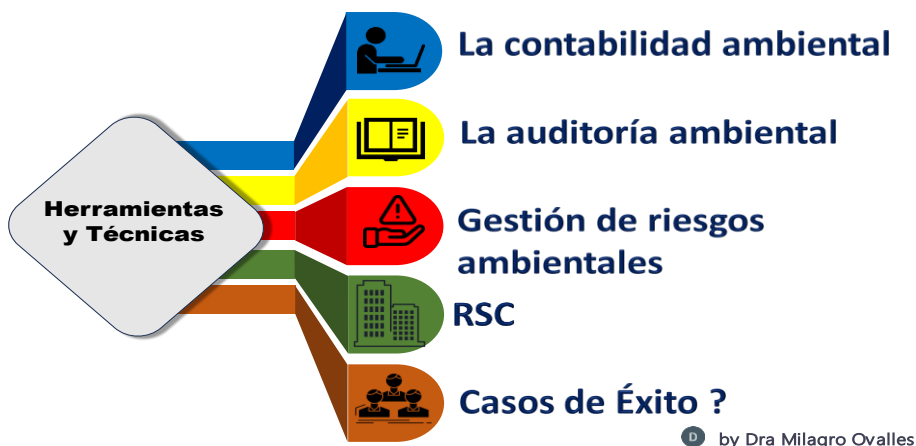 La contabilidad ambiental
La auditoría ambiental
Herramientas
y Técnicas
Gestión de riesgos
ambientales
RSC
Casos de Éxito ?
D by Dra Milagro Ovalles